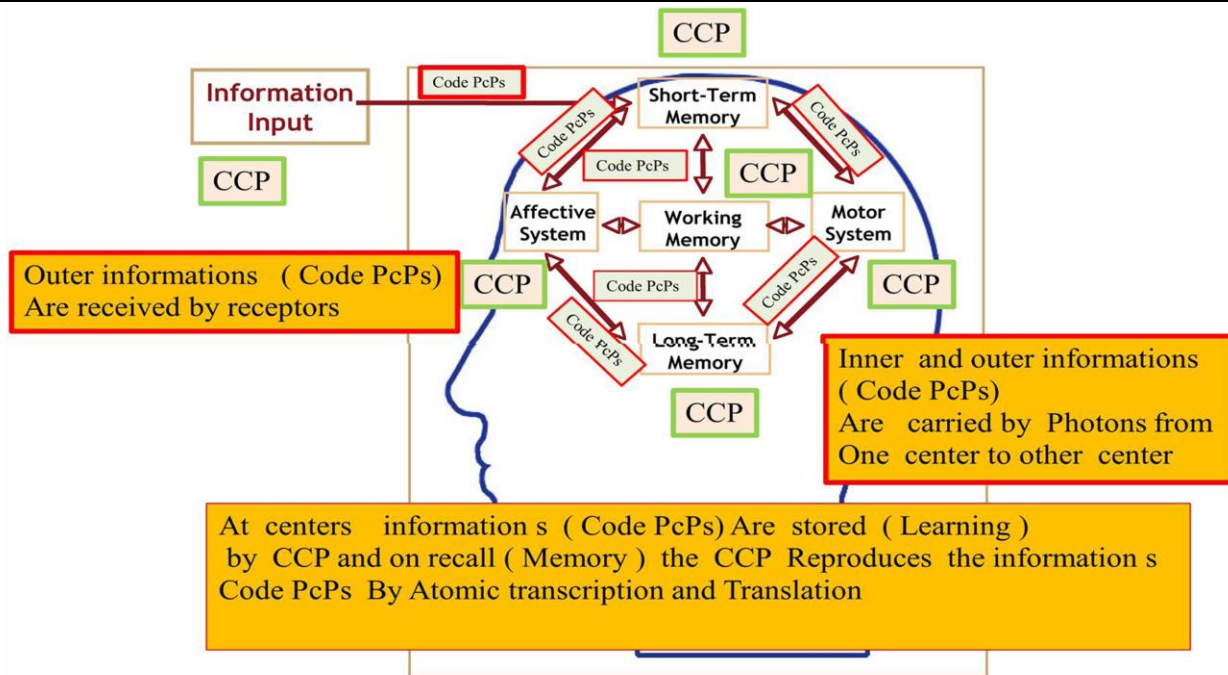 CCP
Code PcPs
Information
Input
Short-Term
Memory
Code PcPs
Code PcPs
Code PcPs
CCP
CCP
Affective
System
Working
Memory
Motor
System
Outer informations ( Code PcPs)
Are received by receptors
CCP
Code PcPs
Code PcPs
CCP
Code PcPs
Long-Term
Memory
Inner and outer informations
( Code PcPs)
Are carried by Photons from
One center to other center
CCP
At centers information s ( Code PcPs) Are stored ( Learning )
by CCP and on recall ( Memory ) the CCP Reproduces the information s
Code PcPs By Atomic transcription and Translation